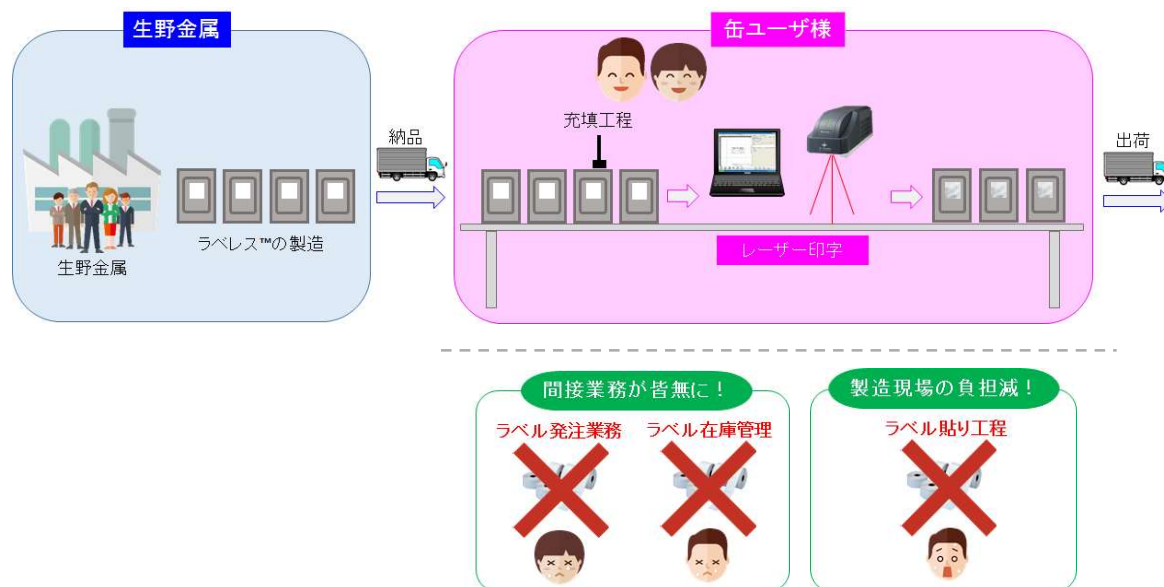 生野金属
缶ユーザ様
充填工程
納品
出荷
ラベレス™の製造
生野金属
レーザー印字
間接業務が皆無に！
製造現場の負担減！
ラベル発注業務
ラベル在庫管理
ラベル貼り工程